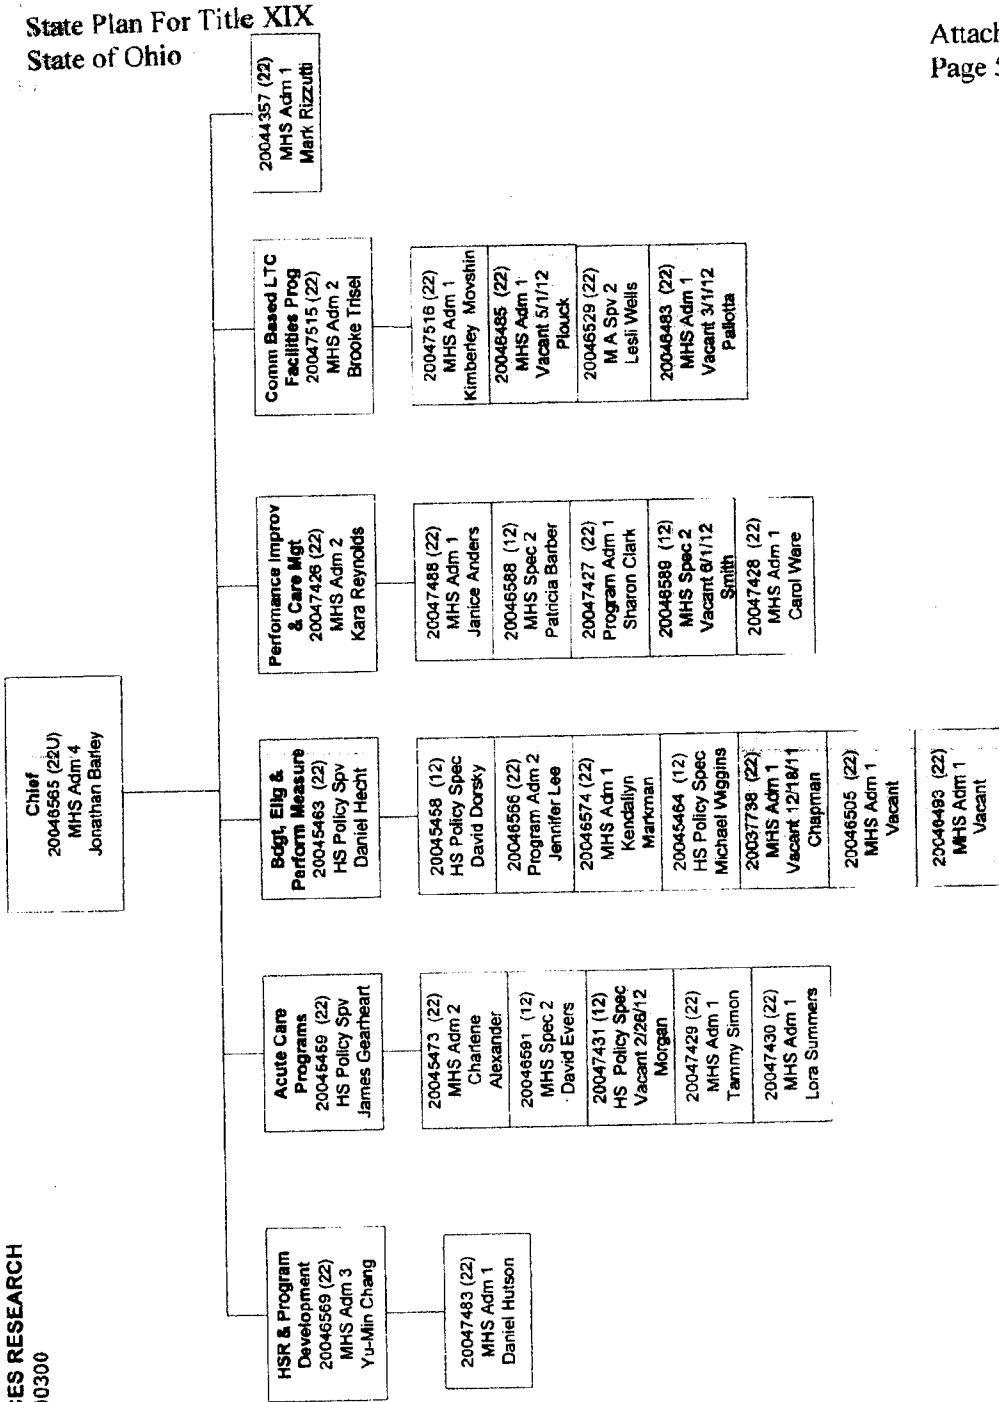 State Plan For Title XIX
State of Ohio
Attach
Page 5
CES RESEARCH
00300
Chief
20046565 (22U)
MHS Adm 4
Jonathan Barley
HSR & Program
Development
20046569 (22)
MHS Adm 3
Yu-Min Chang
20047483 (22)
MHS Adm 1
Daniel Hutson
Acute Care
Programs
20045459 (22)
HS Policy Spv
James Gearheart
20045473 (22)
MHS Adm 2
Charlene
Alexander
20046591 (12)
MHS Spec 2
David Evers
20047431 (12)
HS Policy Spec
Vacant 2/26/12
Morgan
20047429 (22)
MHS Adm 1
Tammy Simon
20047430 (22)
MHS Adm 1
Lora Summers
Bdgt, Elig &
Perform Measure
20045463 (22)
HS Policy Spv
Daniel Hecht
20045458 (12)
HS Policy Spec
David Dorsky
20046566 (22)
Program Adm 2
Jennifer Lee
20046574 (22)
MHS Adm 1
Kendalyn
Markman
20045464 (12)
HS Policy Spec
Michael Wiggins
20037738 (22)
MHS Adm 1
Vacant 12/18/11
Chapman
20046505 (22)
MHS Adm 1
Vacant
20046493 (22)
MHS Adm 1
Vacant
Perfomance Improv
& Care Mgt
20047426 (22)
MHS Adm 2
Kara Reynolds
20047488 (22)
MHS Adm 1
Janice Anders
20046588 (12)
MHS Spec 2
Patricia Barber
20047427 (22)
Program Adm 1
Sharon Clark
20046589 (12)
MHS Spec 2
Vacant 6/1/12
Smith
20047428 (22)
MHS Adm 1
Carol Ware
Comm Based LTC
Facilities Prog
20047515 (22)
MHS Adm 2
Brooke Trisel
20047516 (22)
MHS Adm 1
Kimberley Movshin
20046485 (22)
MHS Adm 1
Vacant 5/1/12
Plouck
20046529 (22)
M A Spv 2
Lesli Wells
20046483 (22)
MHS Adm 1
Vacant 3/1/12
Pallotta
20044357 (22)
MHS Adm 1
Mark Rizzutti